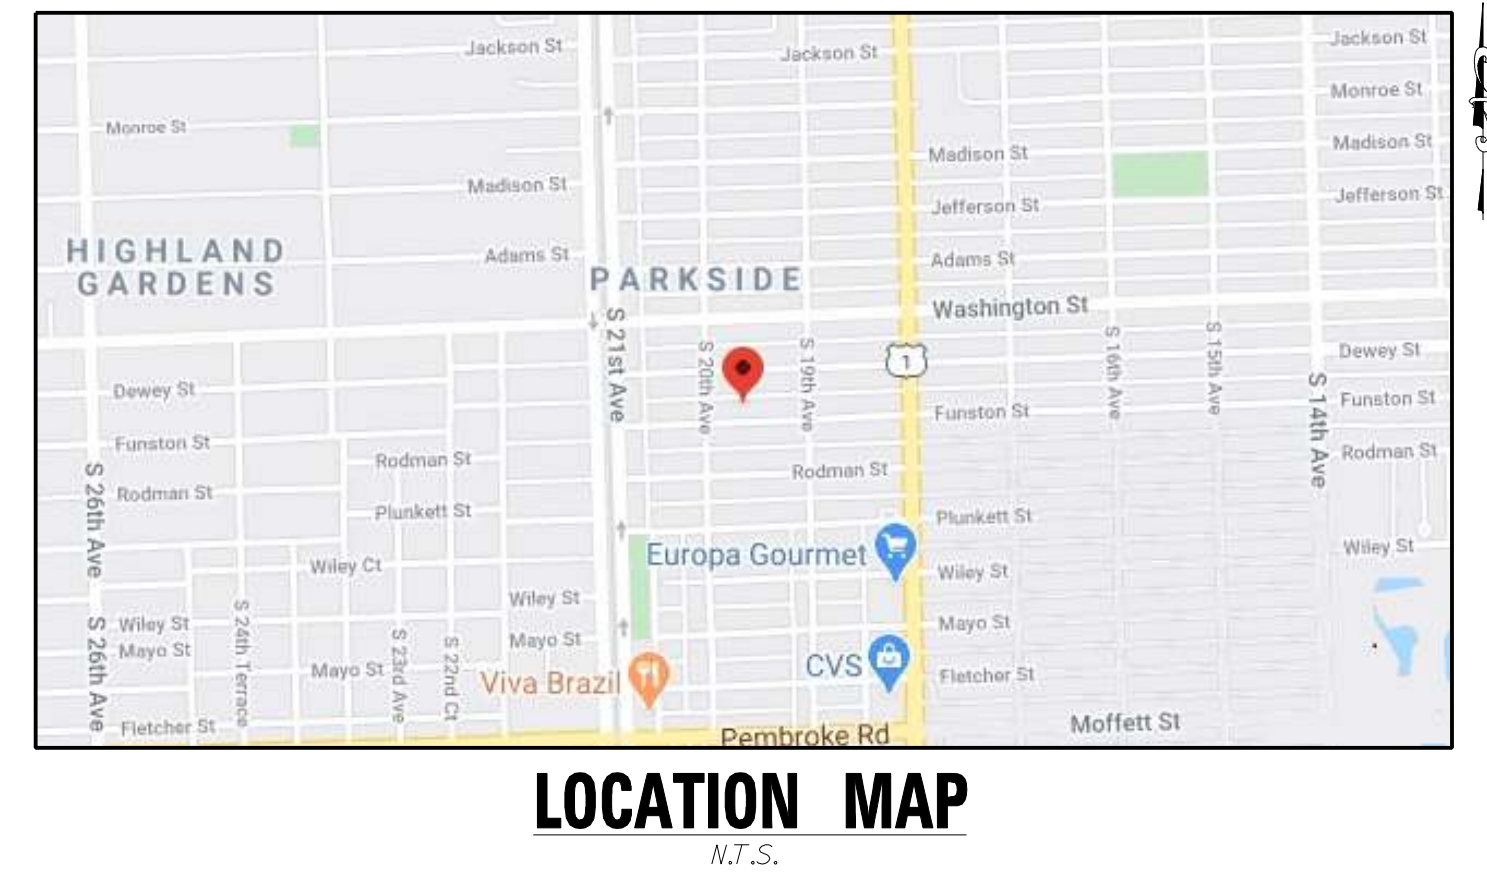 Jackson St
Jackson St
Jackson St
Monroe St
Monroe St
Madison St
Madison St
Madison St
Jefferson St
Jefferson St
HIGHLAND
GARDENS
Adams St
Adams St
PARKSIDE
Washington St
S 21st Ave
S 20th Ave
S 19th Ave
1
S 16th Ave
S 15th Ave
Dewey St
Dewey St
S 14th Ave
Funston St
Funston St
Funston St
Rodman St
Rodman St
Rodman St
Rodman St
S 26th Ave
Plunkett St
Plunkett St
Europa Gourmet
Wiley St
Wiley Ct
Wiley St
Wiley St
Wiley St
S 26th Ave
S 24th Terrace
S 23rd Ave
S 22nd Ct
Mayo St
Mayo St
Mayo St
Mayo St
Viva Brazil
CVS
Fletcher St
Fletcher St
Moffett St
Pembroke Rd
LOCATION MAP
N.T.S.